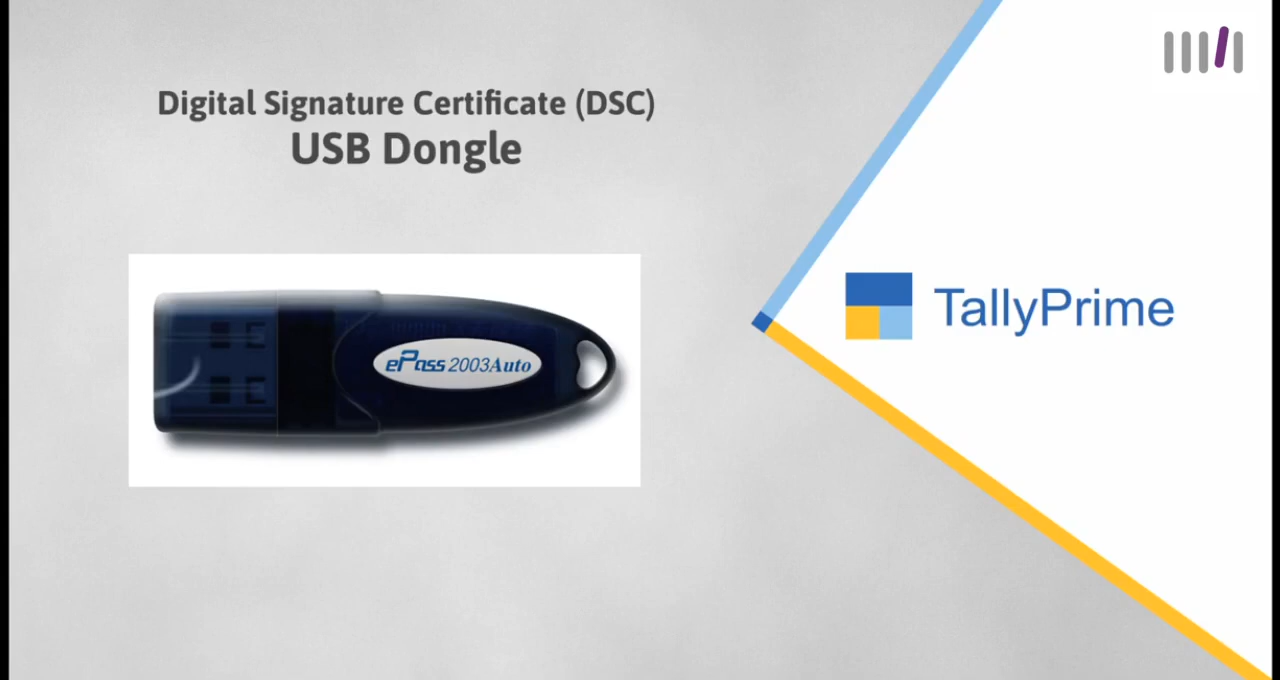 Digital Signature Certificate (DSC)
USB Dongle
ePass 2003Auto
TallyPrime